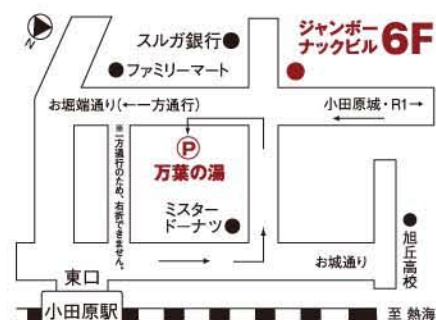 N
スルガ銀行
ファミリーマート
ジャンボー
ナックビル 6F
お堀端通り(←一方通行)
小田原城・R1→
※一方通行のため、右折できません。
P
万葉の湯
ミスター
ドーナツ
旭丘高校
お城通り
東口
小田原駅
至 熱海